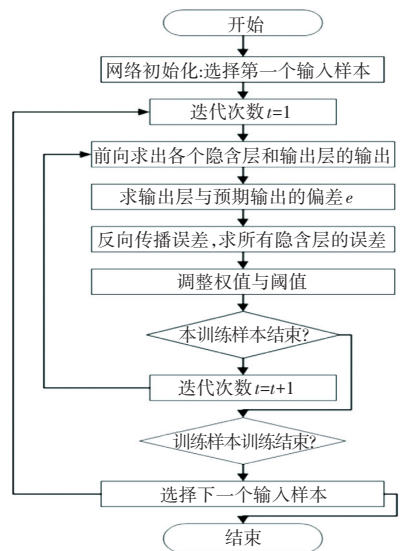 开始
网络初始化:选择第一个输入样本
迭代次数t=1
前向求出各个隐含层和输出层的输出
求输出层与预期输出的偏差e
反向传播误差,求所有隐含层的误差
调整权值与阈值
本训练样本结束?
迭代次数t=t+1
训练样本训练结束?
选择下一个输入样本
结束